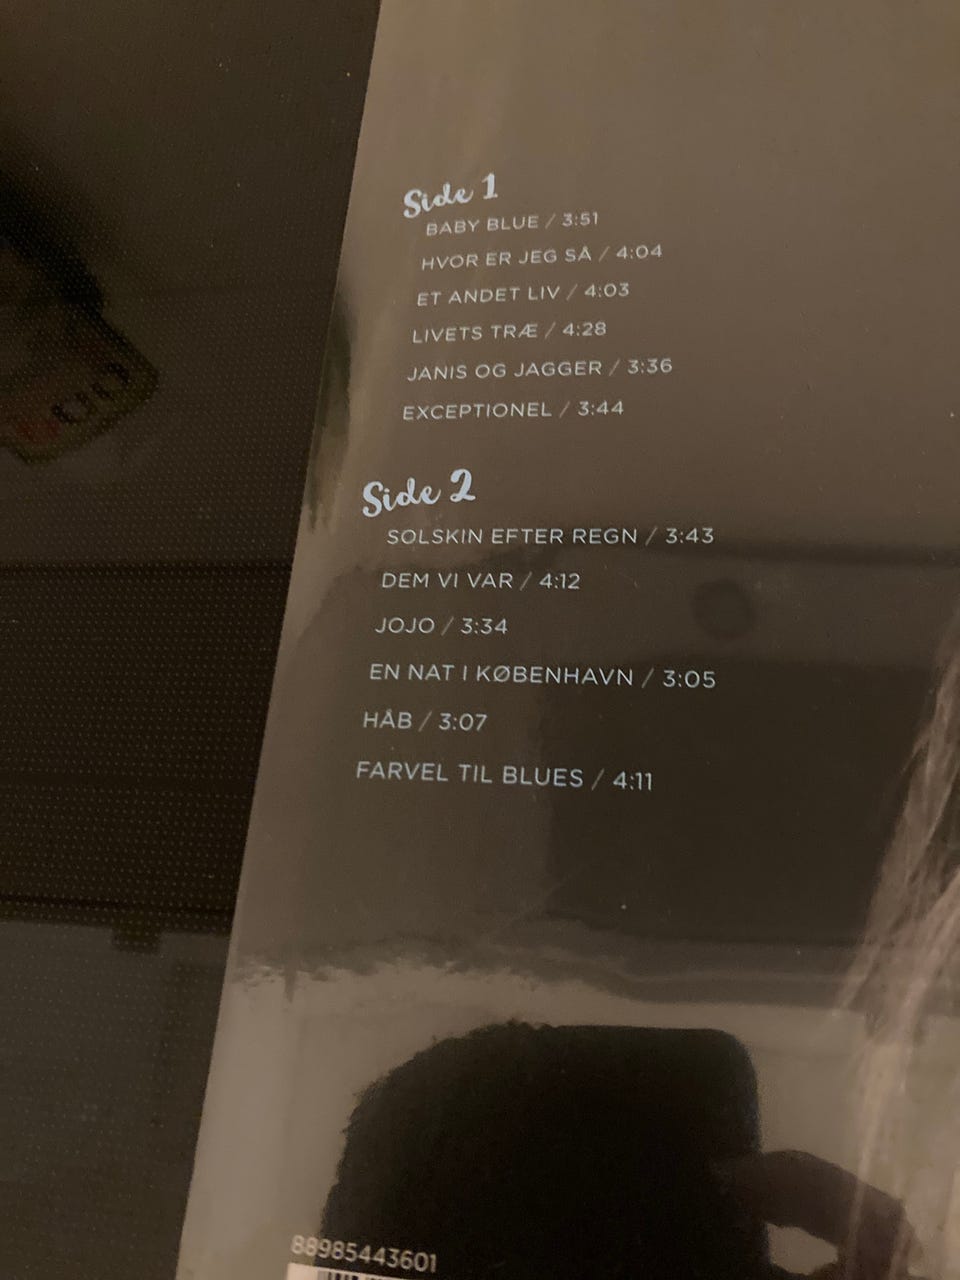 Side 1
BABY BLUE / 3:51
HVOR ER JEG SÅ / 4:04
ET ANDET LIV / 4:03
LIVETS TRÆ / 4:28
JANIS OG JAGGER / 3:36
EXCEPTIONEL / 3:44
Side 2
SOLSKIN EFTER REGN / 3:43
DEM VI VAR / 4:12
JOJO / 3:34
EN NAT I KØBENHAVN / 3:05
HÅB / 3:07
FARVEL TIL BLUES / 4:11
88985443601